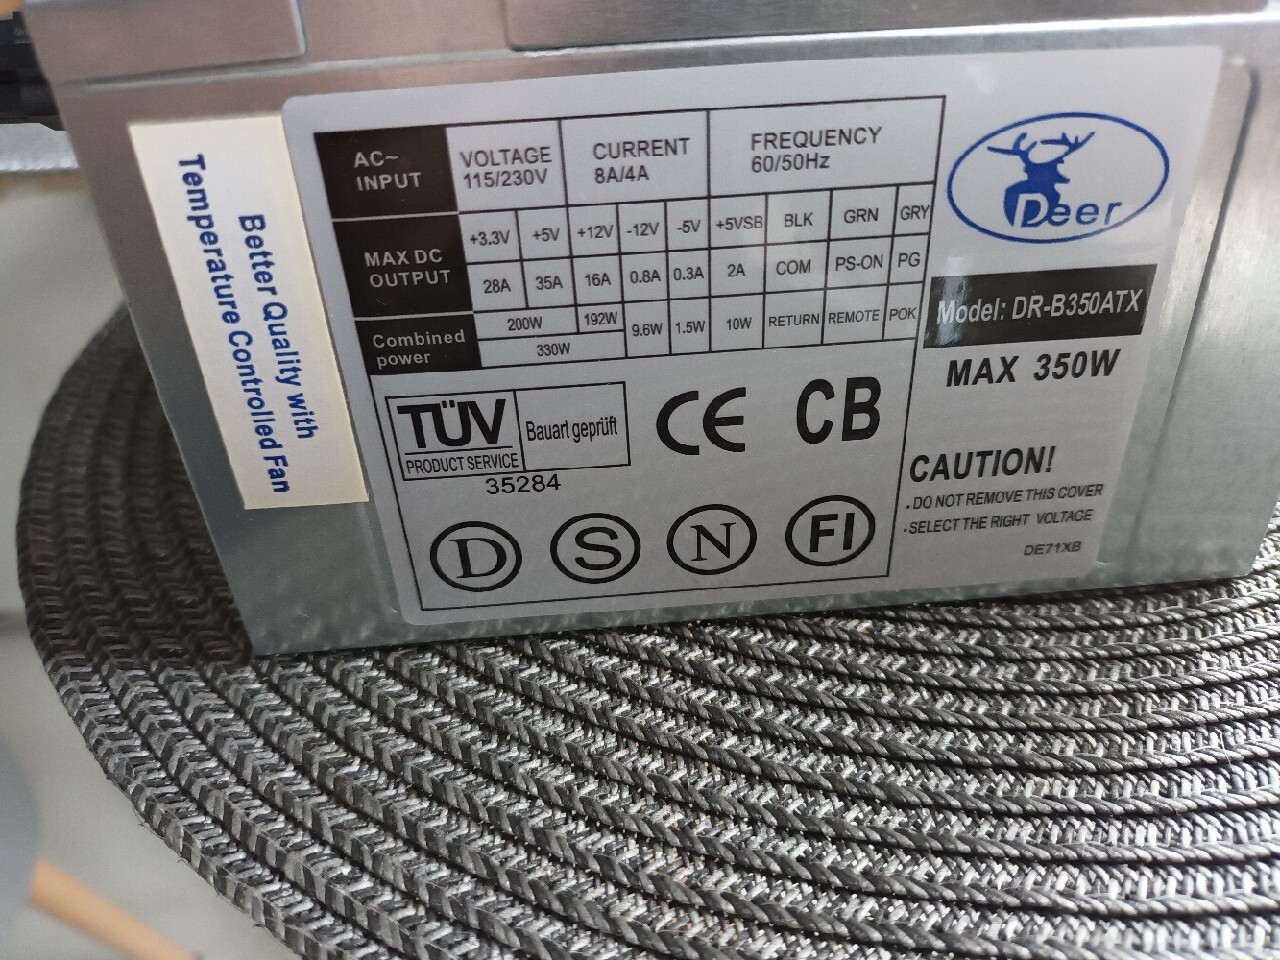 Better Quality with
Temperature Controlled Fan
AC~
INPUT
VOLTAGE
115/230V
CURRENT
8A/4A
FREQUENCY
60/50Hz
MAX DC
OUTPUT
+3.3V +5V +12V -12V -5V +5VSB BLK GRN GRY
28A 35A 16A 0.8A 0.3A 2A COM PS-ON PG
Combined
power
200W 192W 9.6W 1.5W 10W RETURN REMOTE POK
330W
TÜV
PRODUCT SERVICE
Bauart geprüft
35284
CE CB
D S N FI
Deer
Model: DR-B350ATX
MAX 350W
CAUTION!
. DO NOT REMOVE THIS COVER
. SELECT THE RIGHT VOLTAGE
DE71XB